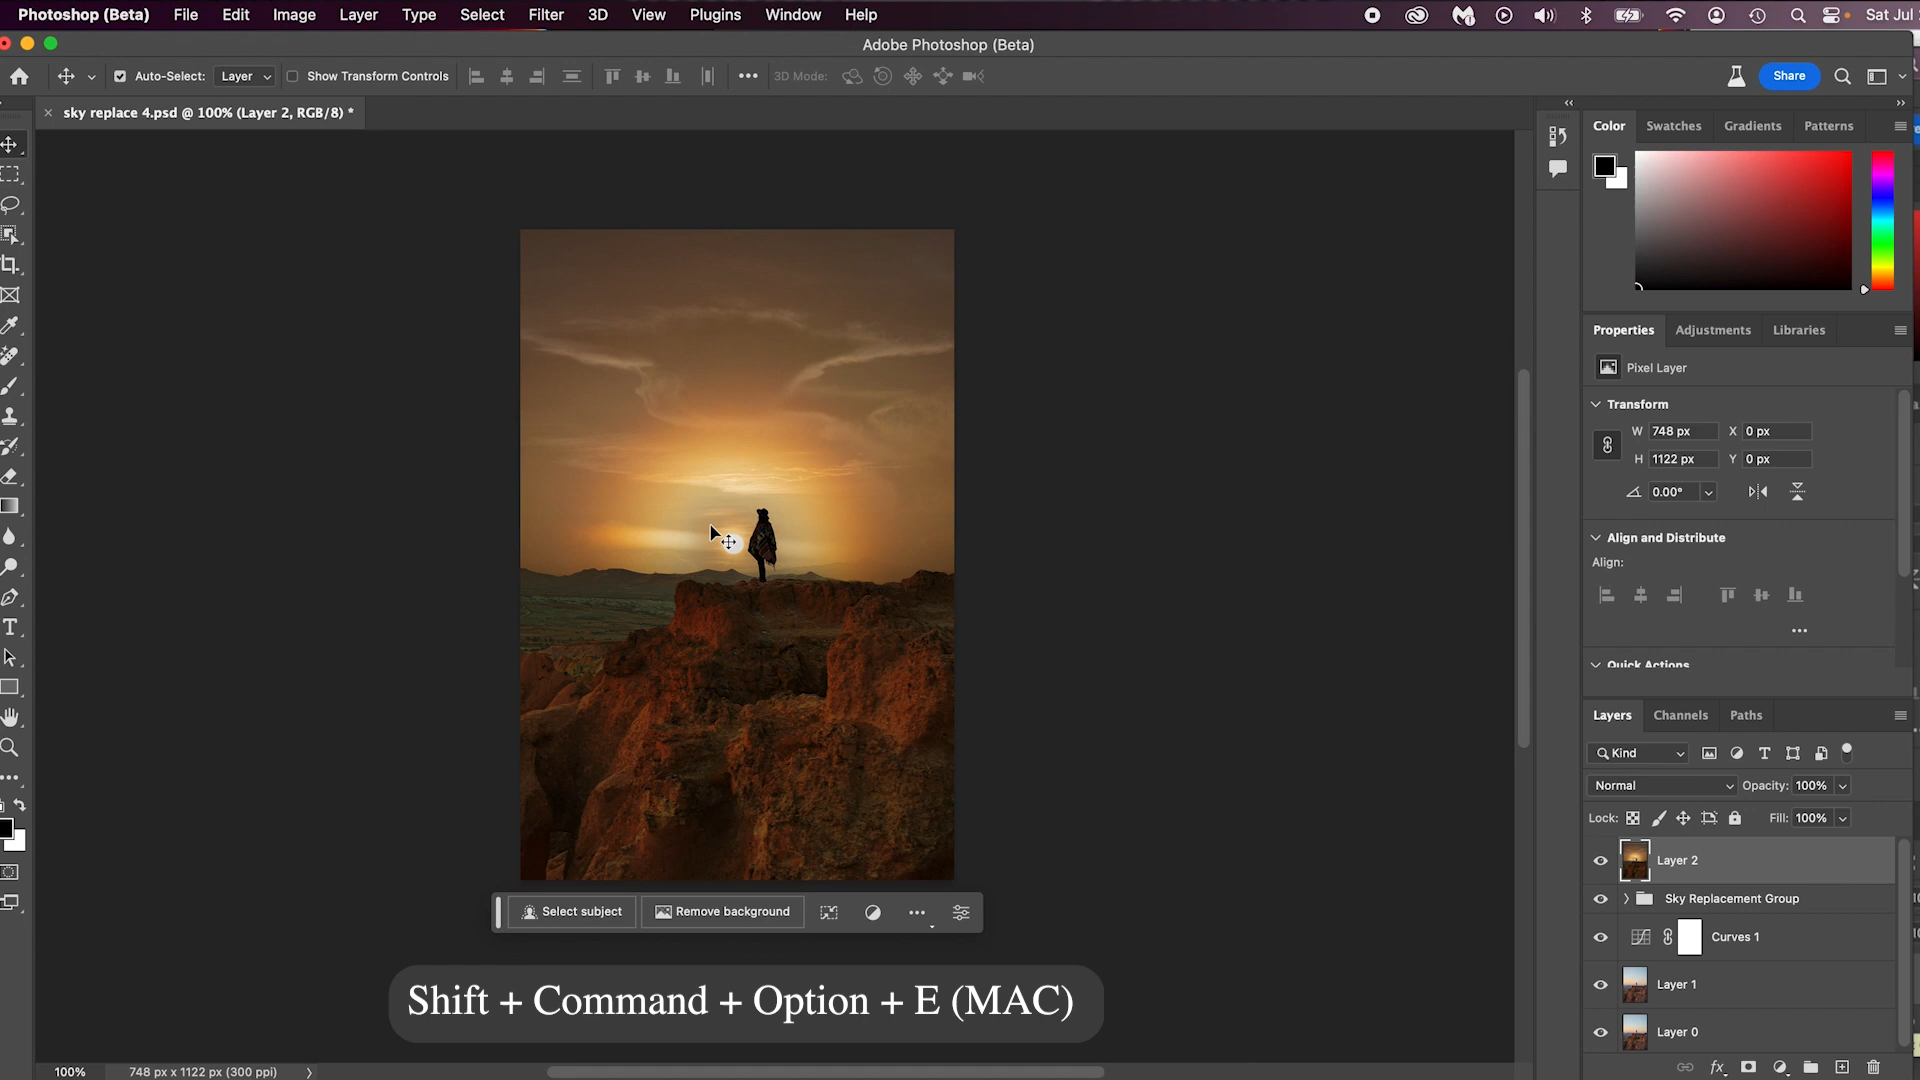 Photoshop (Beta) File Edit Image Layer Type Select Filter 3D View Plugins Window Help Sat Jul
Adobe Photoshop (Beta)
Auto-Select: Layer Show Transform Controls 3D Mode: Share
sky replace 4.psd @ 100% (Layer 2, RGB/8) *
Color Swatches Gradients Patterns
Properties Adjustments Libraries
Pixel Layer
Transform
W 748 px X 0 px
H 1122 px Y 0 px
0.00°
Align and Distribute
Align:
Quick Actions
Layers Channels Paths
Kind
Normal Opacity: 100%
Lock: Fill: 100%
Layer 2
Sky Replacement Group
Curves 1
Layer 1
Layer 0
Select subject Remove background
Shift + Command + Option + E (MAC)
100% 748 px x 1122 px (300 ppi)